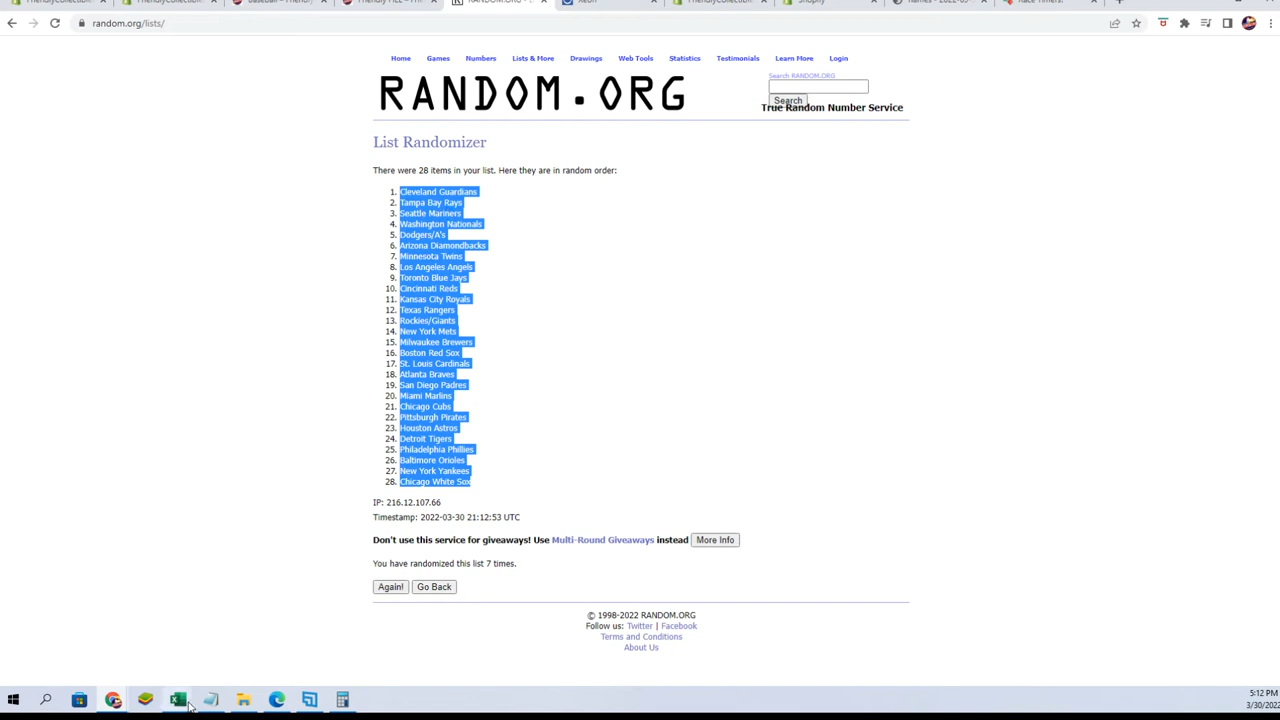 random.org/lists/
Home Games Numbers Lists & More Drawings Web Tools Statistics Testimonials Learn More Login
RANDOM.ORG
Search RANDOM.ORG
Search
True Random Number Service
List Randomizer
There were 28 items in your list. Here they are in random order:
1. Cleveland Guardians
2. Tampa Bay Rays
3. Seattle Mariners
4. Washington Nationals
5. Dodgers/A's
6. Arizona Diamondbacks
7. Minnesota Twins
8. Los Angeles Angels
9. Toronto Blue Jays
10. Cincinnati Reds
11. Kansas City Royals
12. Texas Rangers
13. Rockies/Giants
14. New York Mets
15. Milwaukee Brewers
16. Boston Red Sox
17. St. Louis Cardinals
18. Atlanta Braves
19. San Diego Padres
20. Miami Marlins
21. Chicago Cubs
22. Pittsburgh Pirates
23. Houston Astros
24. Detroit Tigers
25. Philadelphia Phillies
26. Baltimore Orioles
27. New York Yankees
28. Chicago White Sox
IP: 216.12.107.66
Timestamp: 2022-03-30 21:12:53 UTC
Don't use this service for giveaways! Use Multi-Round Giveaways instead More Info
You have randomized this list 7 times.
Again! Go Back
© 1998-2022 RANDOM.ORG
Follow us: Twitter | Facebook
Terms and Conditions
About Us
5:12 PM
3/30/202